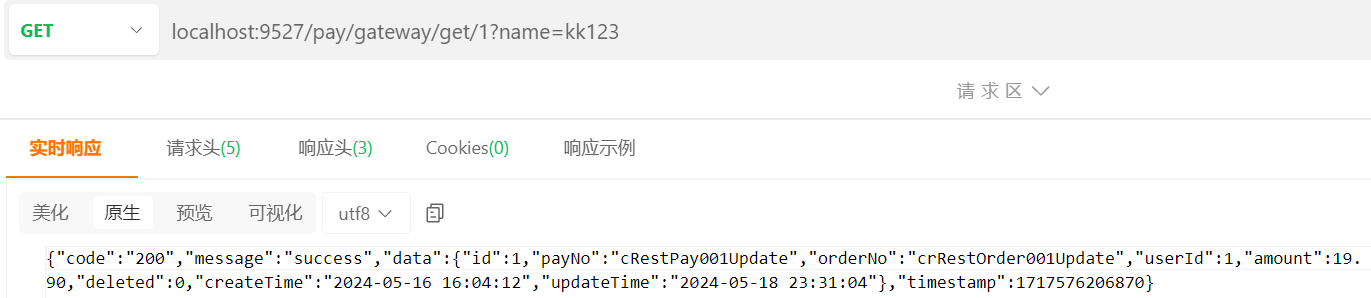 GET localhost:9527/pay/gateway/get/1?name=kk123
请 求 区
实时响应 请求头(5) 响应头(3) Cookies(0) 响应示例
美化 原生 预览 可视化 utf8
{"code":"200","message":"success","data":{"id":1,"payNo":"cRestPay001Update","orderNo":"crRestOrder001Update","userId":1,"amount":19.
90,"deleted":0,"createTime":"2024-05-16 16:04:12","updateTime":"2024-05-18 23:31:04"},"timestamp":1717576206870}